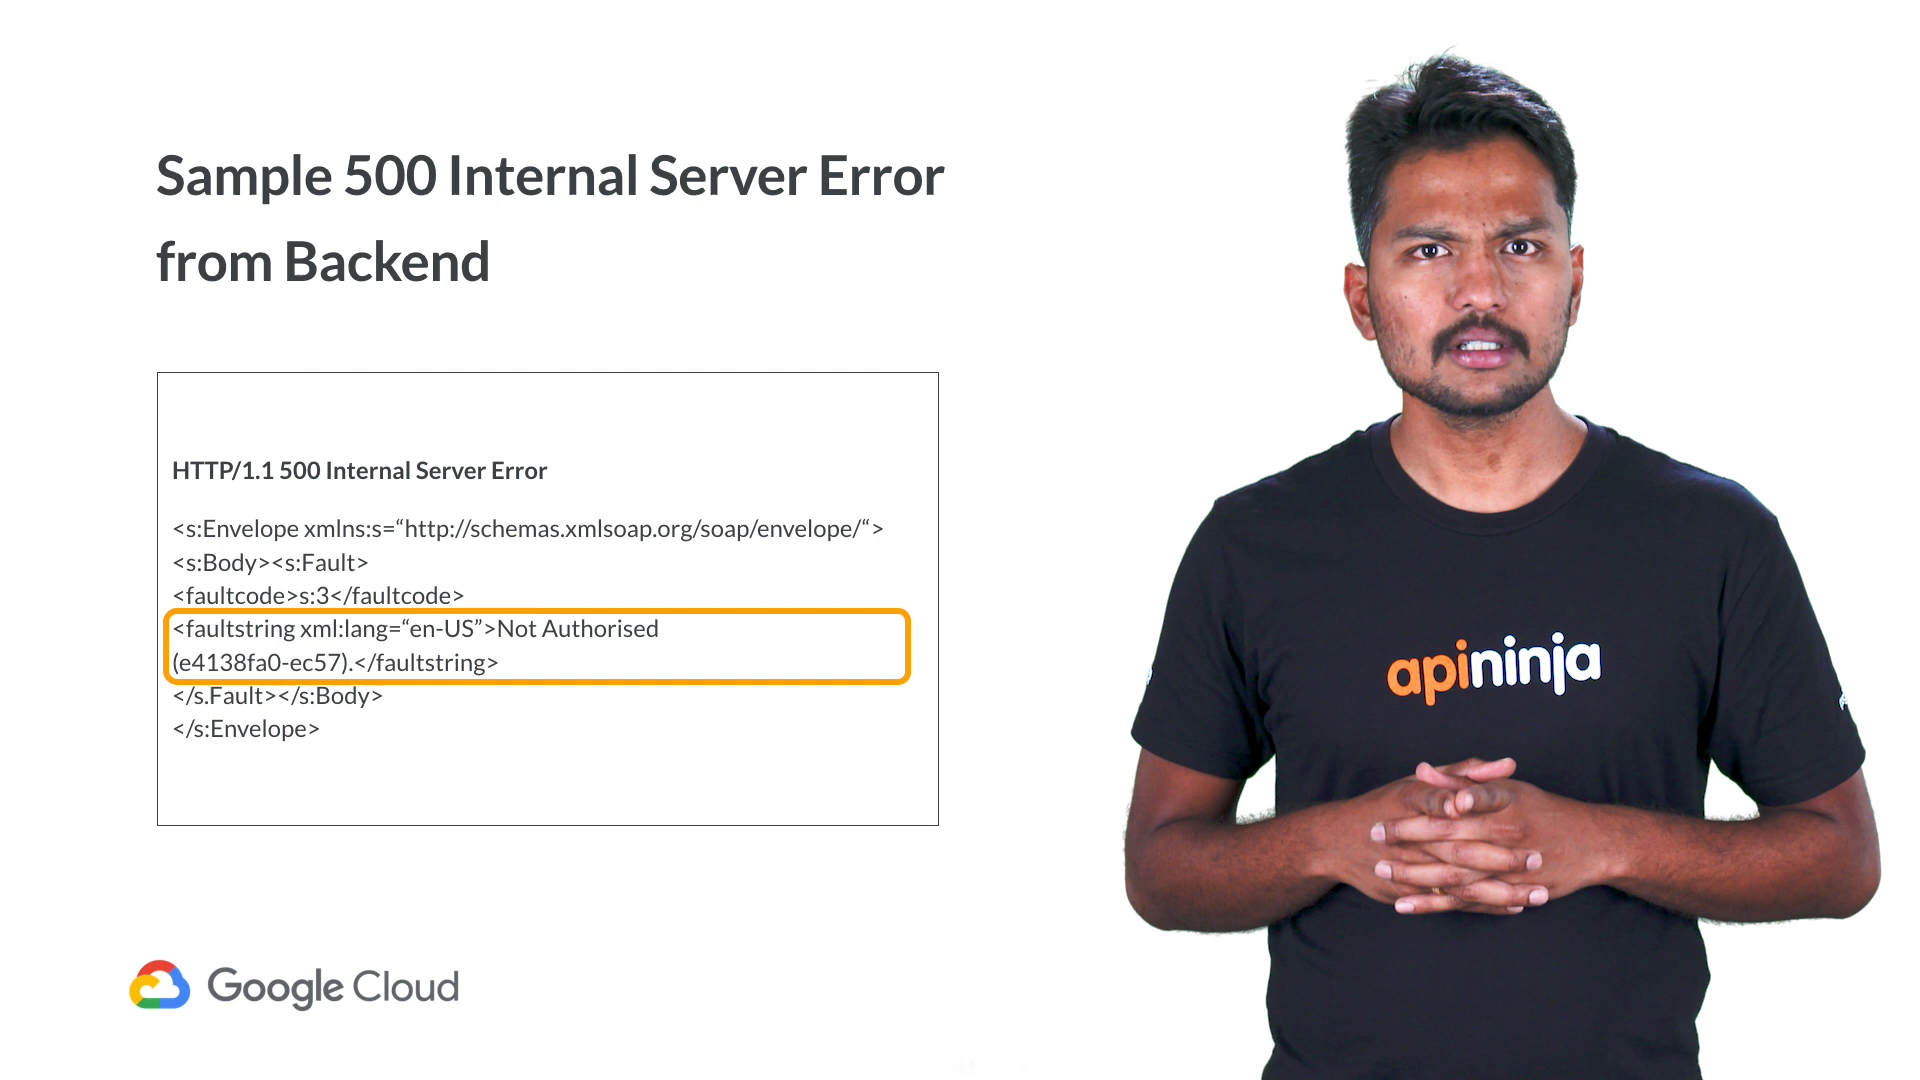 Sample 500 Internal Server Error
from Backend
HTTP/1.1 500 Internal Server Error
<s:Envelope xmlns:s=“http://schemas.xmlsoap.org/soap/envelope/“>
<s:Body><s:Fault>
<faultcode>s:3</faultcode>
<faultstring xml:lang=“en-US”>Not Authorised
(e4138fa0-ec57).</faultstring>
</s.Fault></s:Body>
</s:Envelope>
apininja
Google Cloud